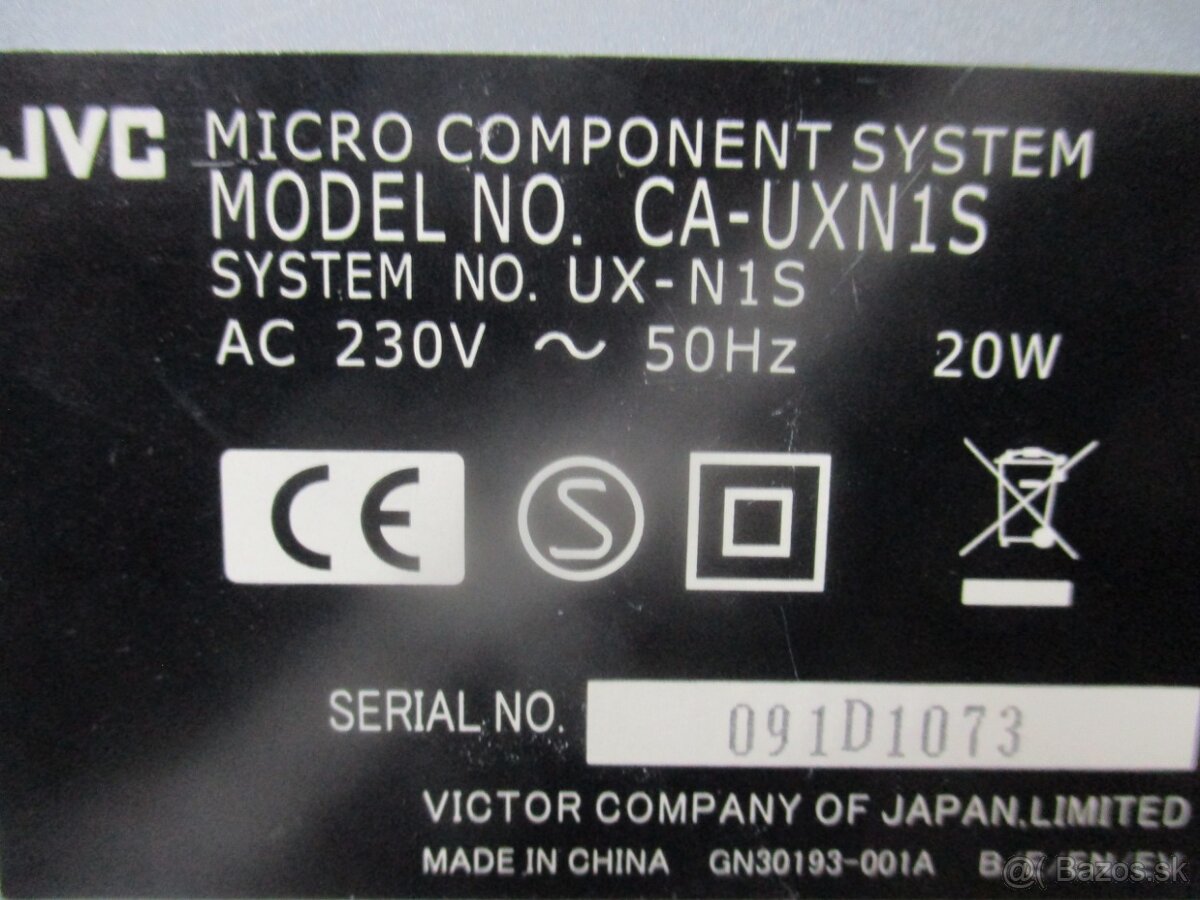 JVC MICRO COMPONENT SYSTEM
MODEL NO. CA-UXN1S
SYSTEM NO. UX-N1S
AC 230V ～ 50Hz 20W
CE S
SERIAL NO. 091D1073
VICTOR COMPANY OF JAPAN,LIMITED
MADE IN CHINA GN30193-001A
Bazos.sk